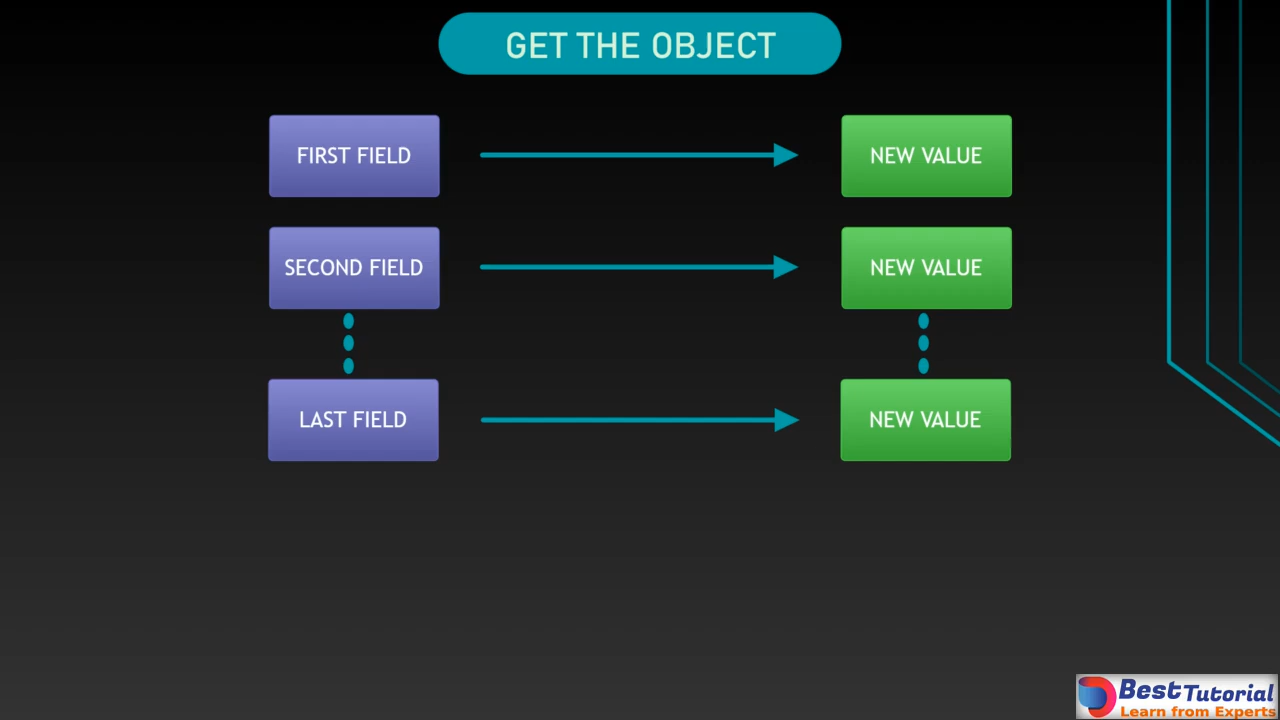 GET THE OBJECT
FIRST FIELD
NEW VALUE
SECOND FIELD
NEW VALUE
LAST FIELD
NEW VALUE
Best Tutorial
Learn from Experts